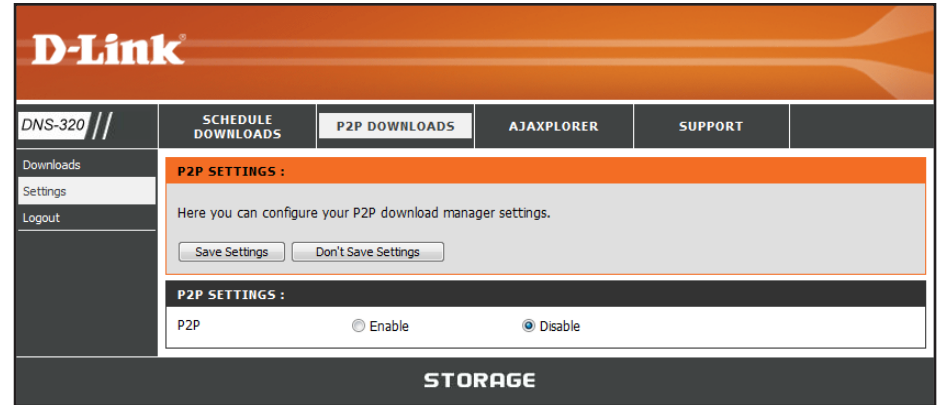 D-Link®
DNS-320
SCHEDULE
DOWNLOADS
P2P DOWNLOADS
AJAXPLORER
SUPPORT
Downloads
Settings
Logout
P2P SETTINGS :
Here you can configure your P2P download manager settings.
Save Settings
Don't Save Settings
P2P SETTINGS :
P2P
Enable
Disable
STORAGE